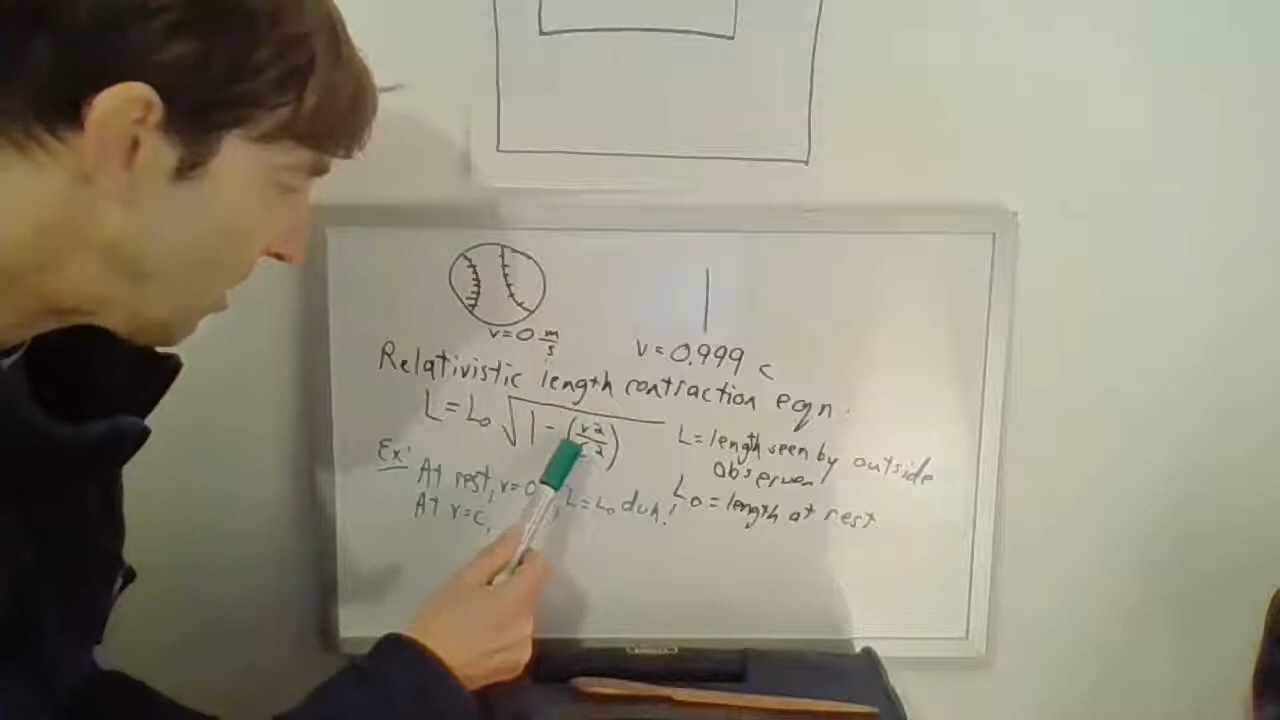 v=0 m/s
v=0.999 c
Relativistic length contraction eqn.
L=L₀ √1-(v2/c2)
L=length seen by outside
observer
L₀=length at rest
Ex:
At rest, v=0, L=L₀ duh!
At v=c,